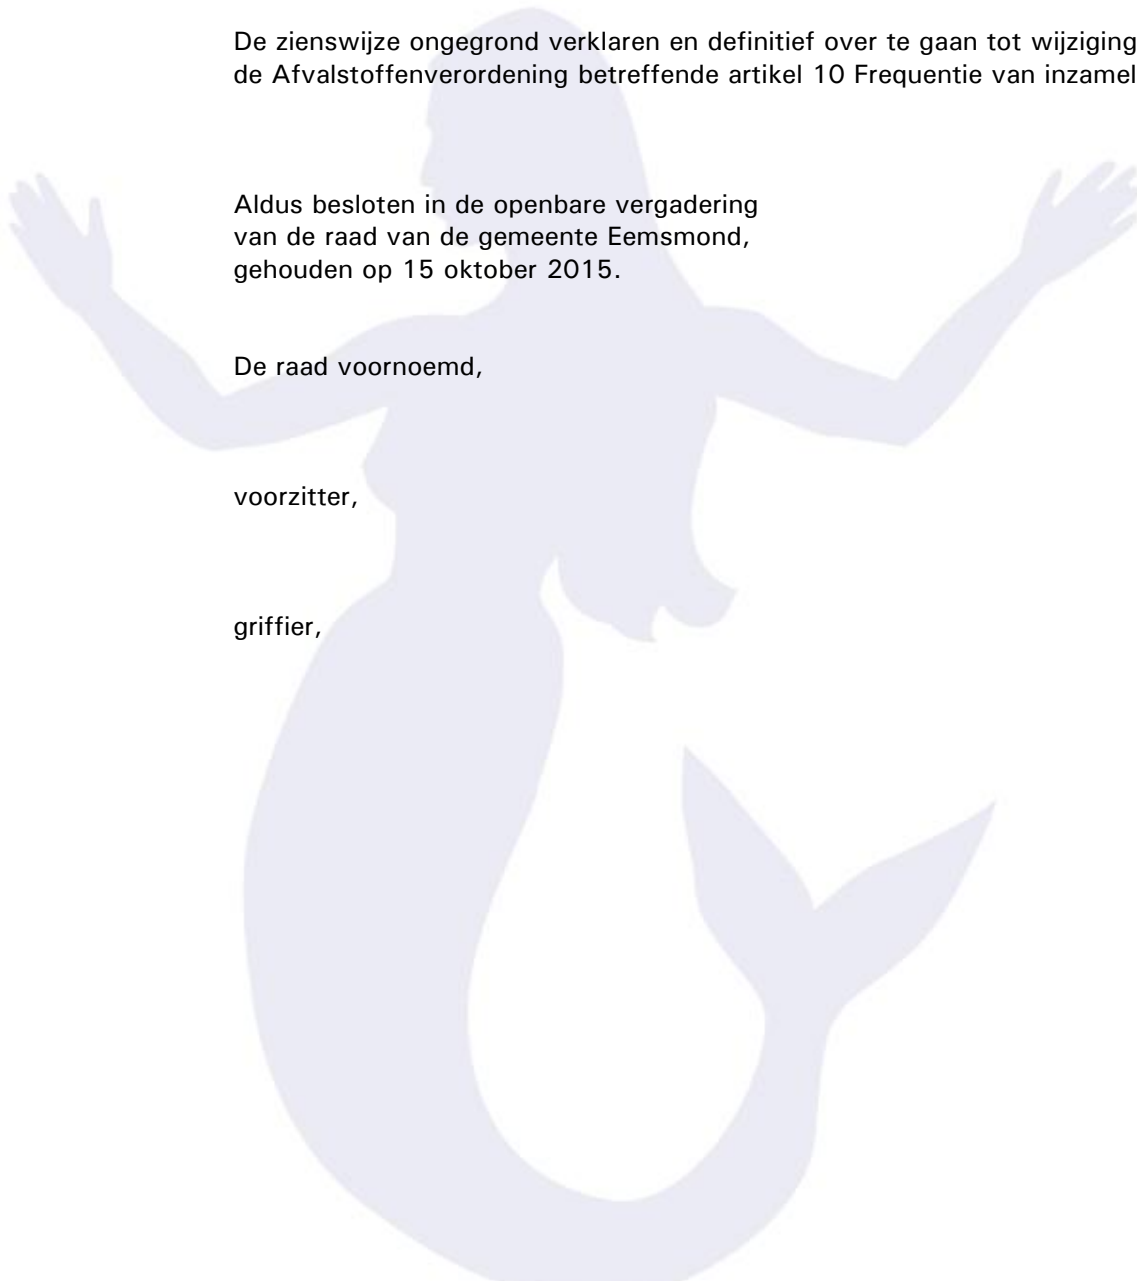 De zienswijze ongegrond verklaren en definitief over te gaan tot wijziging
de Afvalstoffenverordening betreffende artikel 10 Frequentie van inzamel
Aldus besloten in de openbare vergadering
van de raad van de gemeente Eemsmond,
gehouden op 15 oktober 2015.
De raad voornoemd,
voorzitter,
griffier,